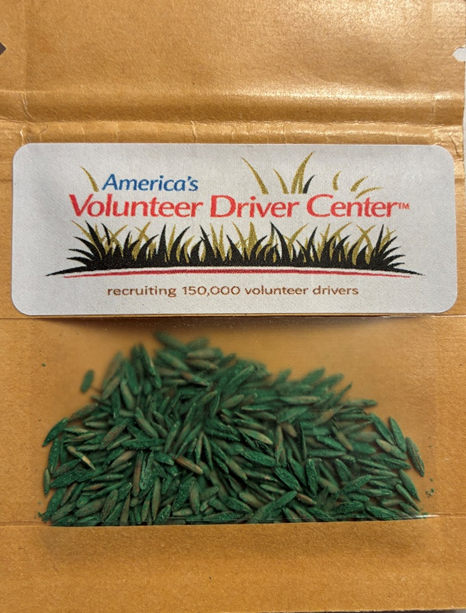 America's
Volunteer Driver Center™
recruiting 150,000 volunteer drivers